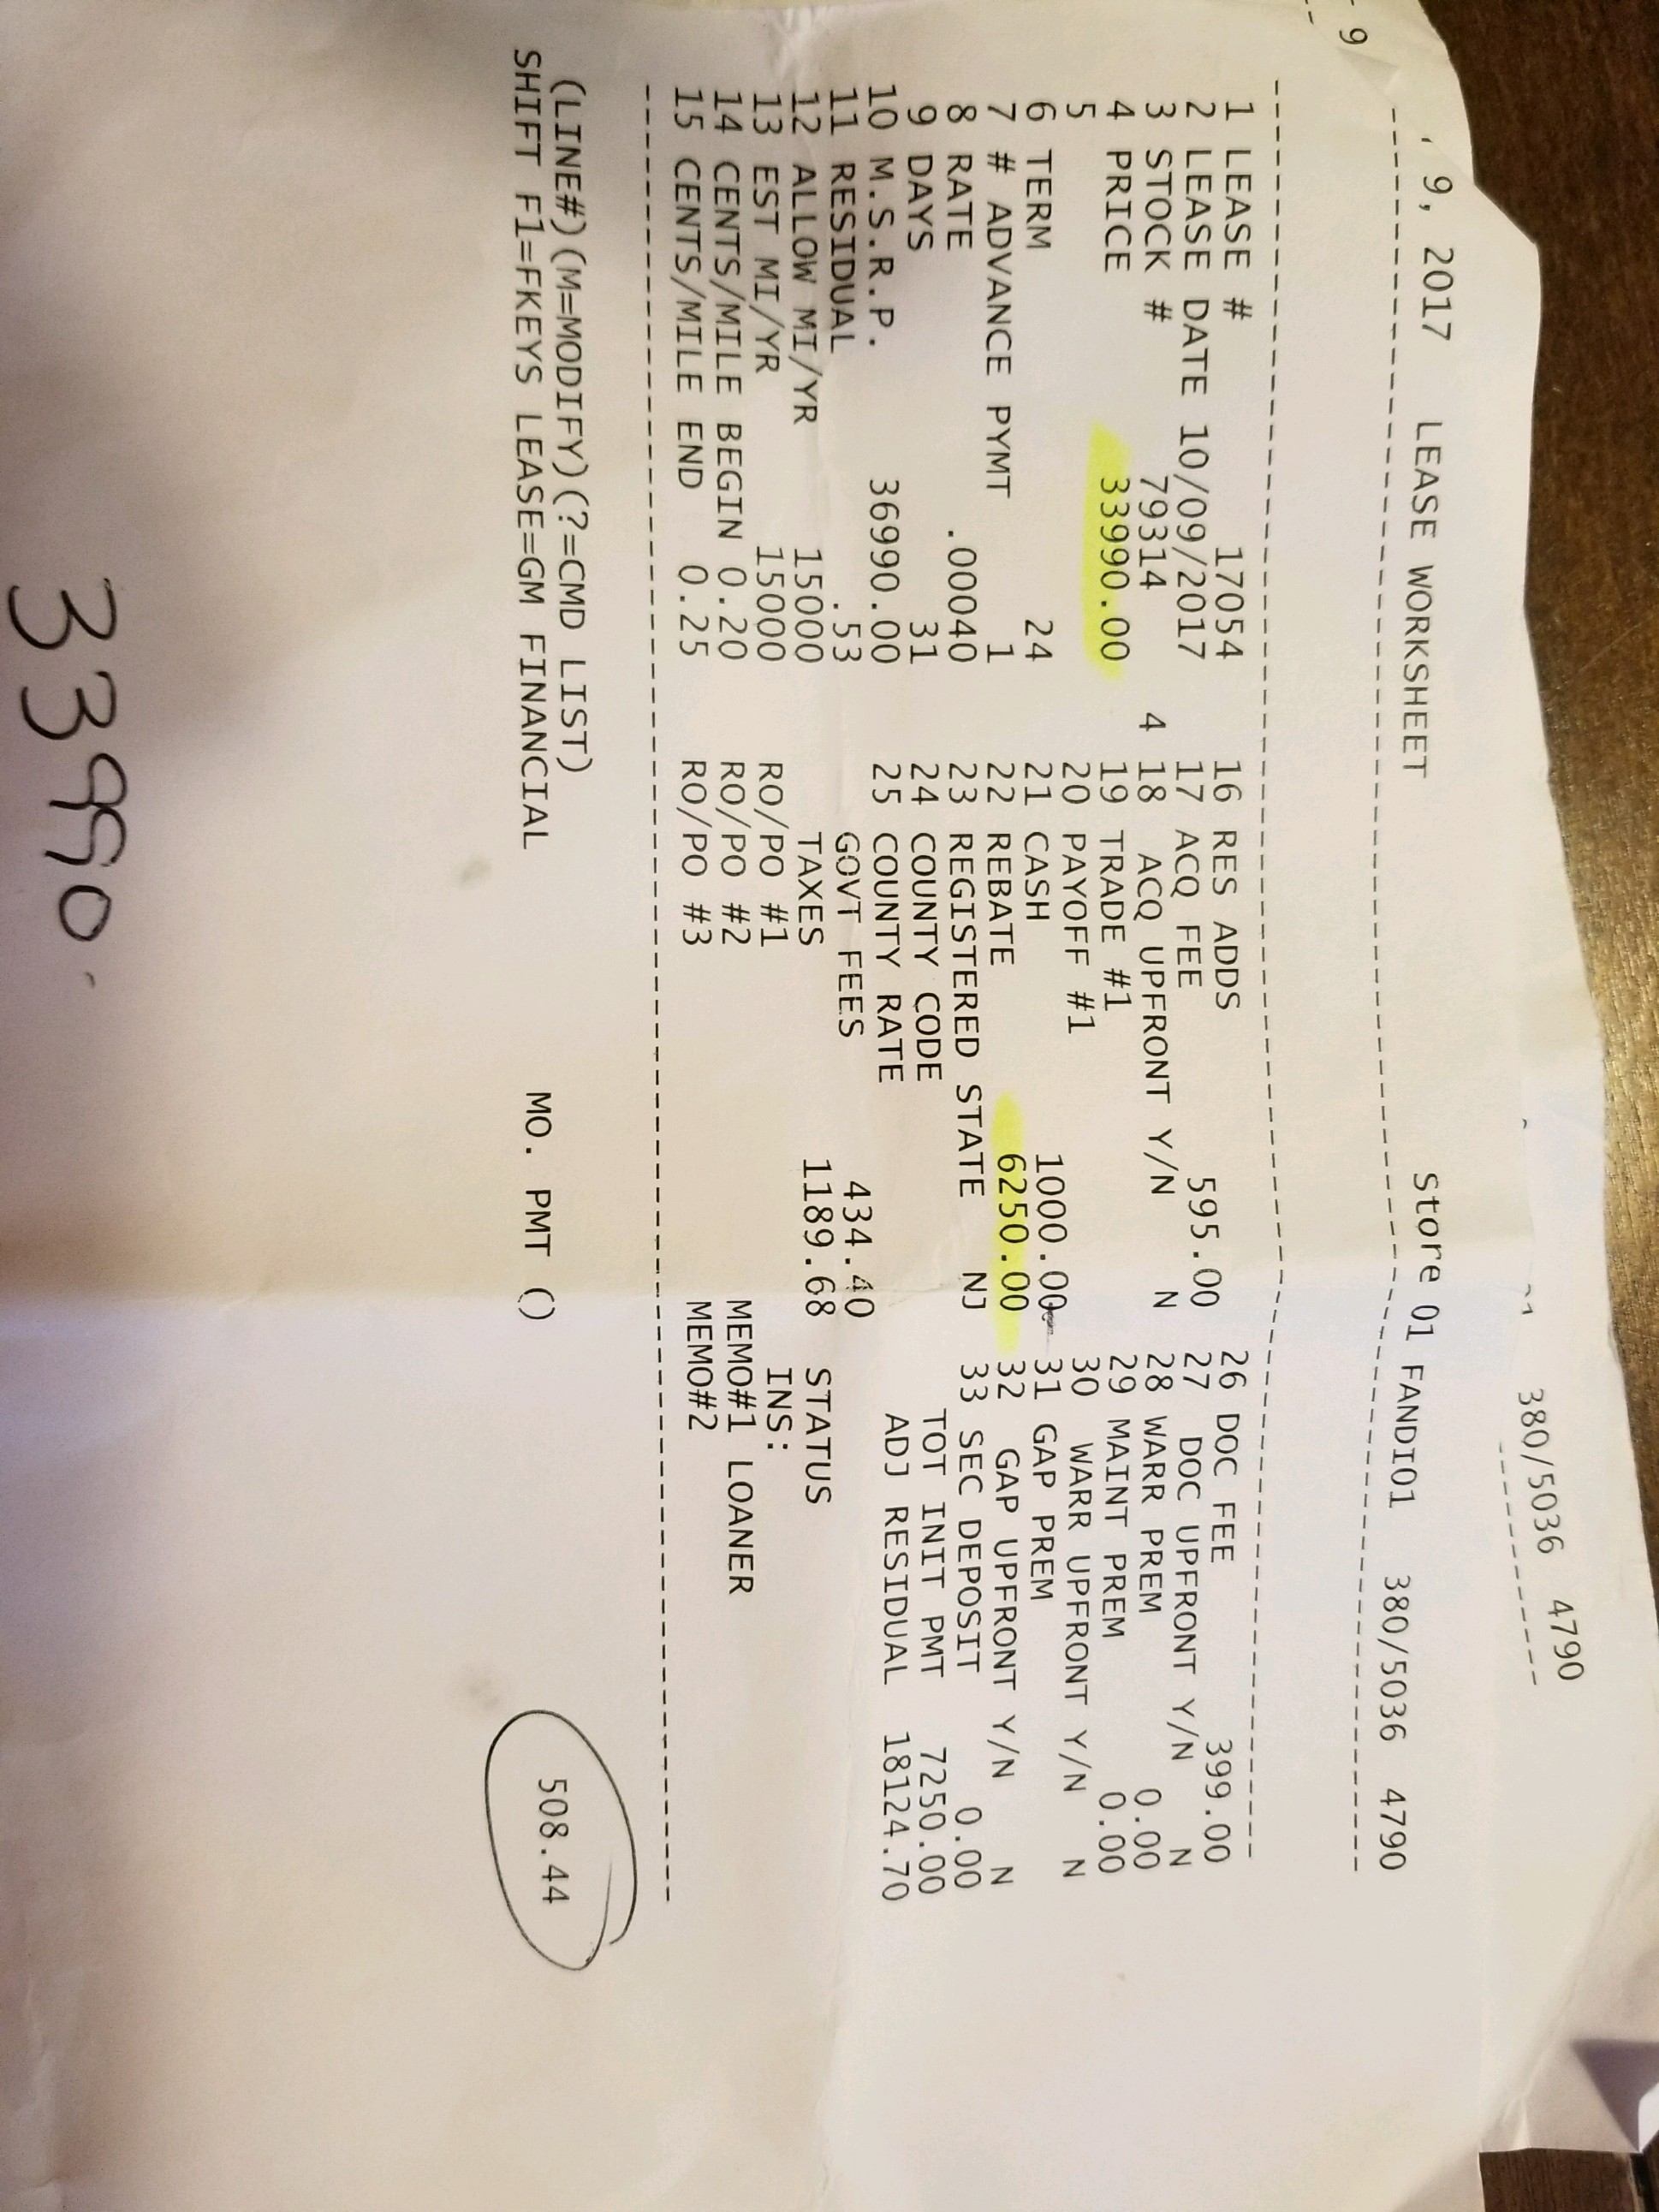 9
380/5036 4790
9, 2017 LEASE WORKSHEET Store 01 FANDI01 380/5036 4790
1 LEASE # 17054 16 RES ADDS 26 DOC FEE 399.00
2 LEASE DATE 10/09/2017 17 ACQ FEE 595.00 27 DOC UPFRONT Y/N N
3 STOCK # 79314 4 18 ACQ UPFRONT Y/N N 28 WARR PREM 0.00
4 PRICE 33990.00 19 TRADE #1 29 MAINT PREM 0.00
5 20 PAYOFF #1 30 WARR UPFRONT Y/N N
6 TERM 24 21 CASH 1000.00 31 GAP PREM
7 # ADVANCE PYMT 1 22 REBATE 6250.00 32 GAP UPFRONT Y/N N
8 RATE .00040 23 REGISTERED STATE NJ 33 SEC DEPOSIT 0.00
9 DAYS 31 24 COUNTY CODE TOT INIT PMT 7250.00
10 M.S.R.P. 36990.00 25 COUNTY RATE ADJ RESIDUAL 18124.70
11 RESIDUAL .53 GOVT FEES 434.40
12 ALLOW MI/YR 15000 TAXES 1189.68 STATUS
13 EST MI/YR 15000 RO/PO #1 INS:
14 CENTS/MILE BEGIN 0.20 RO/PO #2 MEMO#1 LOANER
15 CENTS/MILE END 0.25 RO/PO #3 MEMO#2
(LINE#)(M=MODIFY)(?=CMD LIST)
SHIFT F1=FKEYS LEASE=GM FINANCIAL MO. PMT () 508.44
33990.